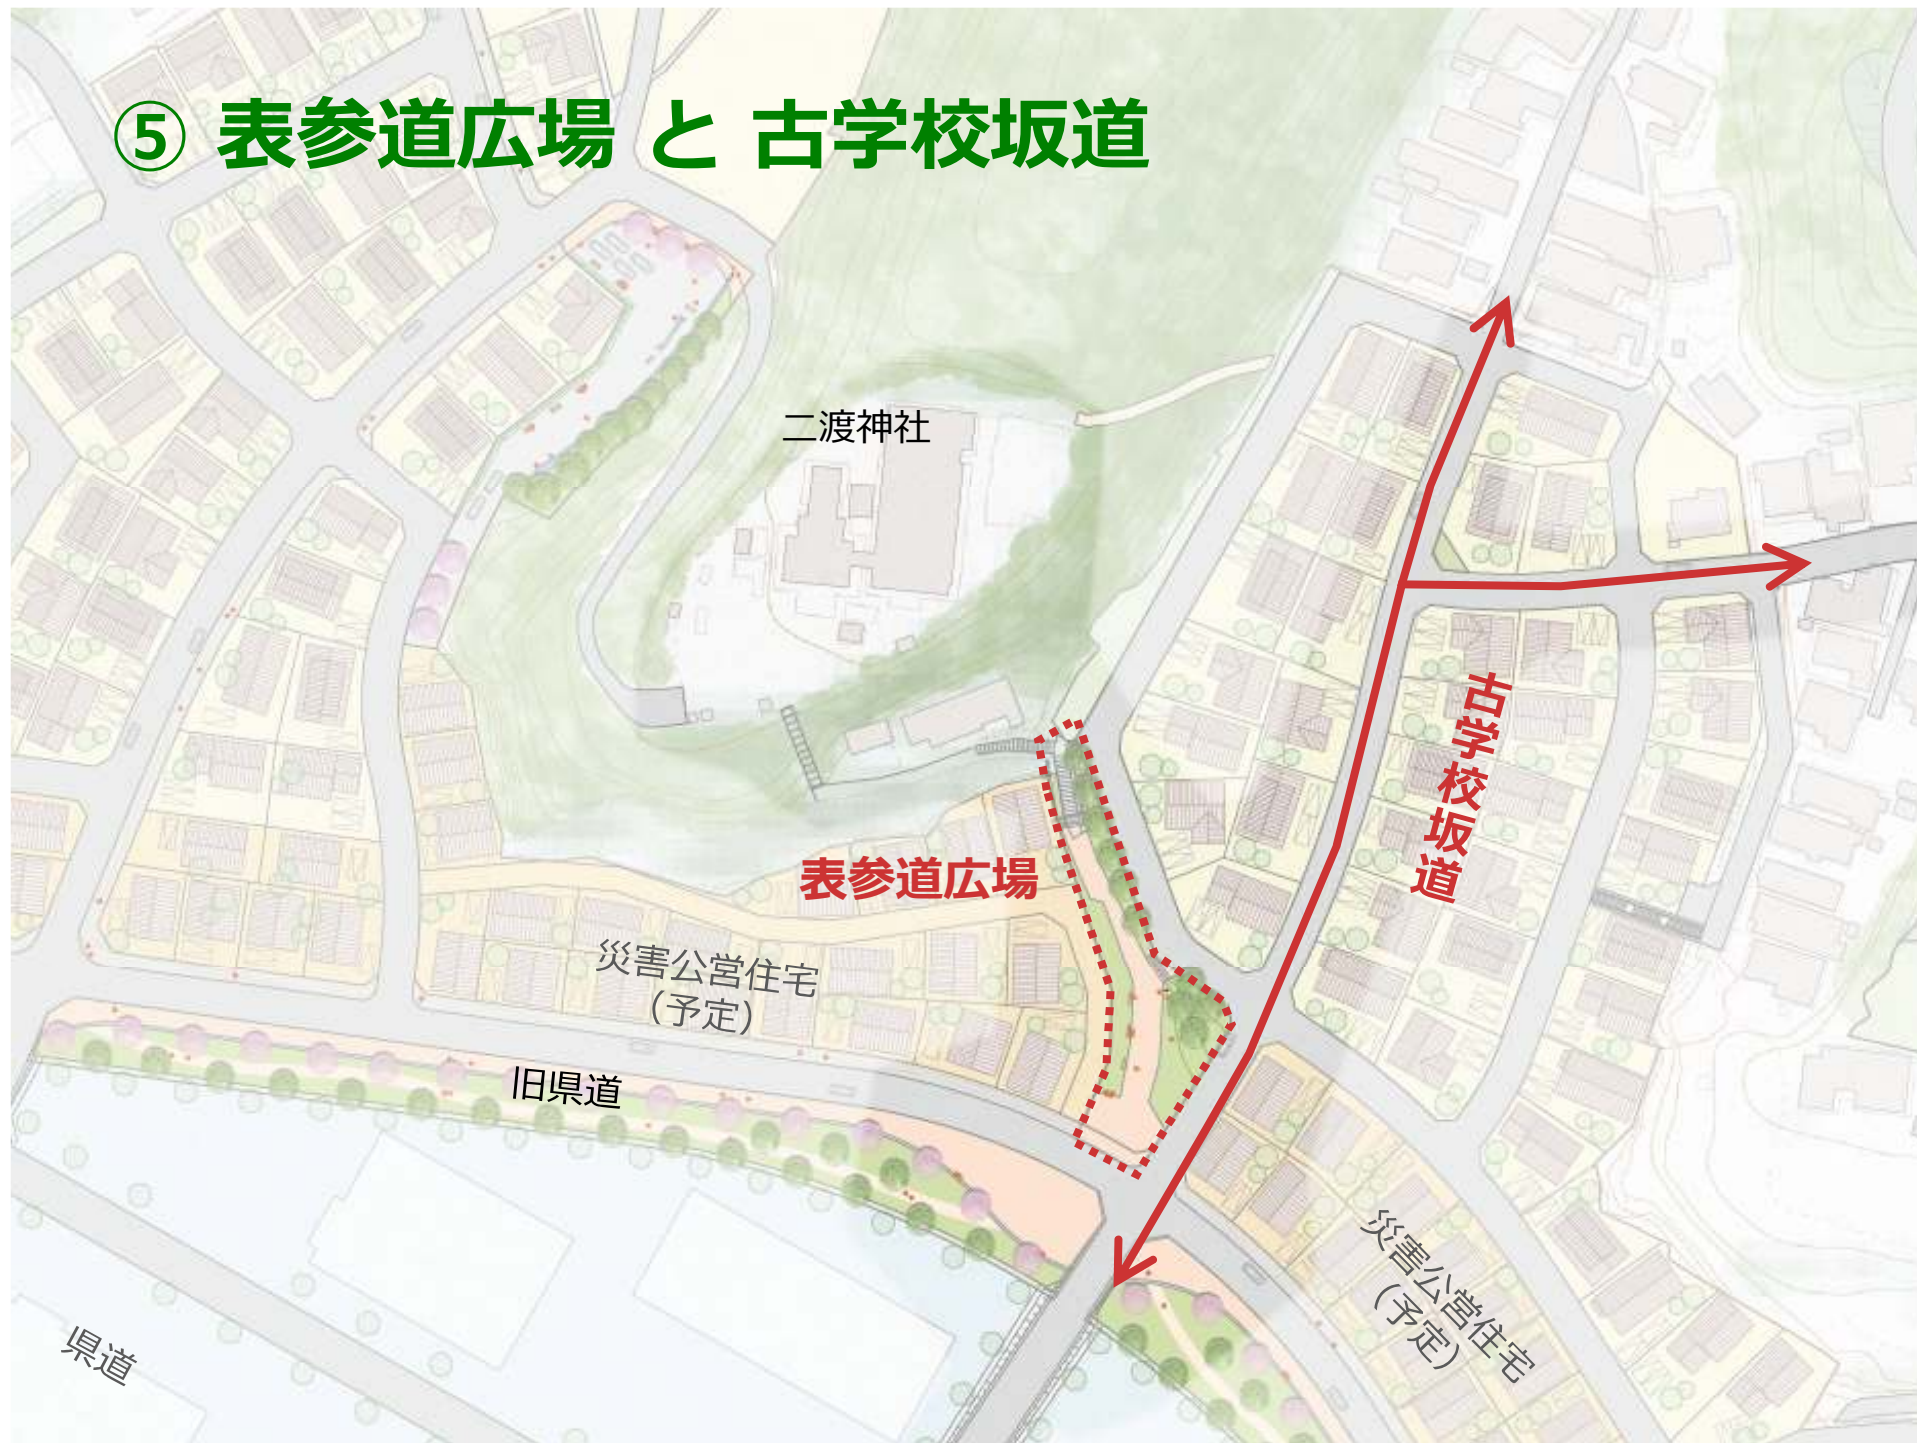 ⑤ 表参道広場 と 古学校坂道
二渡神社
古学校坂道
表参道広場
災害公営住宅
（予定）
旧県道
災害公営住宅
（予定）
県道